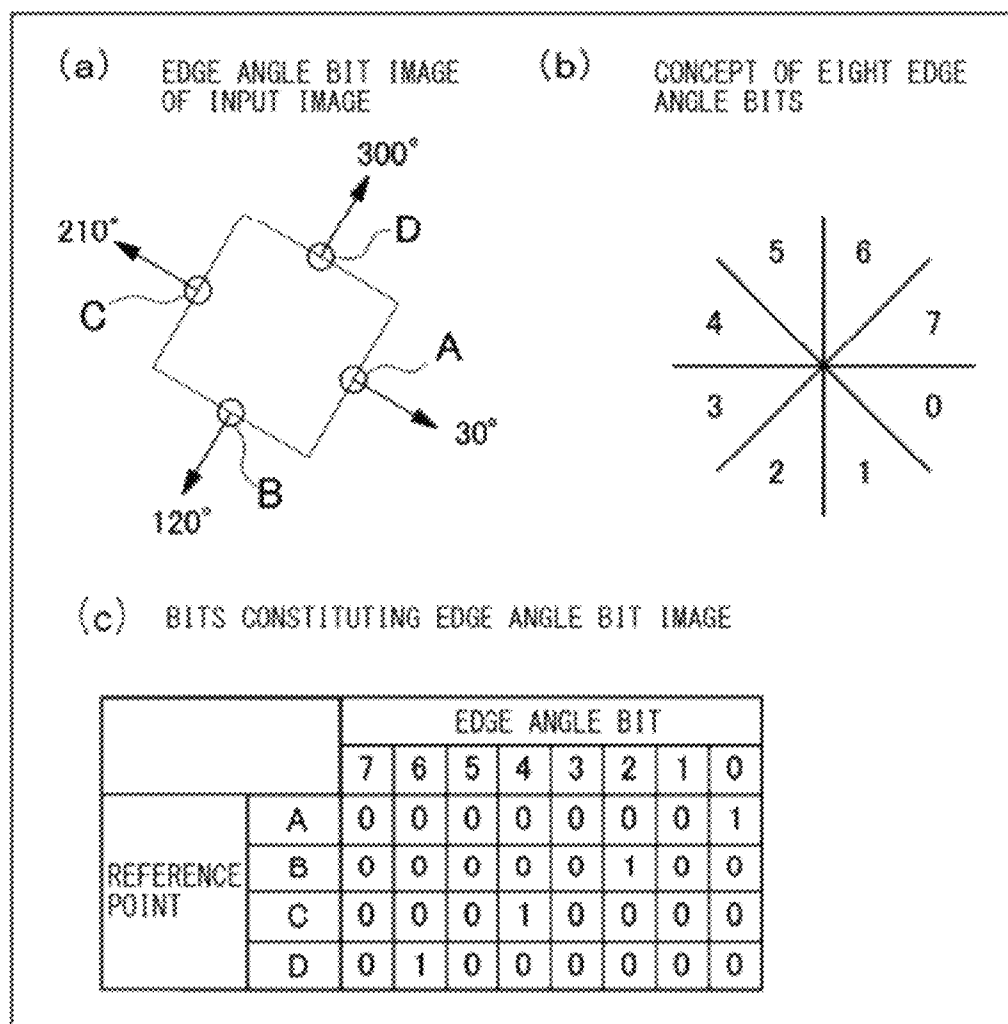 (a) EDGE ANGLE BIT IMAGE
OF INPUT IMAGE
(b) CONCEPT OF EIGHT EDGE
ANGLE BITS
300°
210°
D
C
A
30°
B
120°
5 6
4 7
3 0
2 1
(c) BITS CONSTITUTING EDGE ANGLE BIT IMAGE
EDGE ANGLE BIT
7 6 5 4 3 2 1 0
A 0 0 0 0 0 0 0 1
B 0 0 0 0 0 1 0 0
REFERENCE
POINT
C 0 0 0 1 0 0 0 0
D 0 1 0 0 0 0 0 0